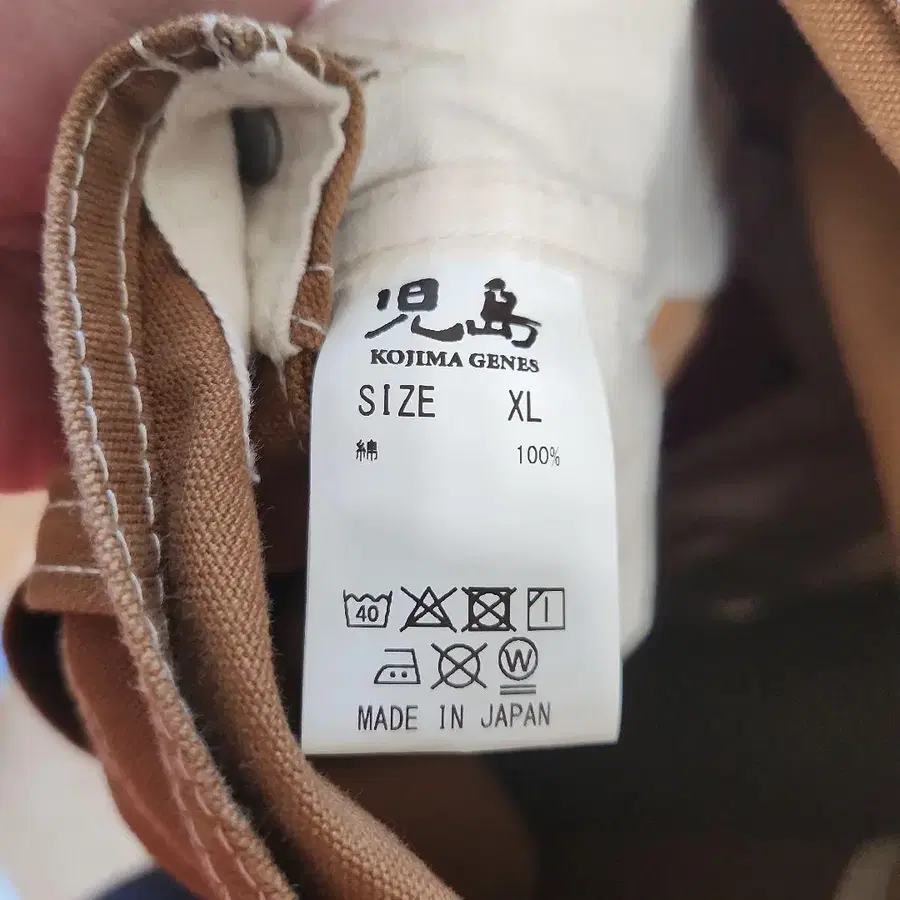 児島
KOJIMA GENES
SIZE XL
綿 100%
40
W
MADE IN JAPAN